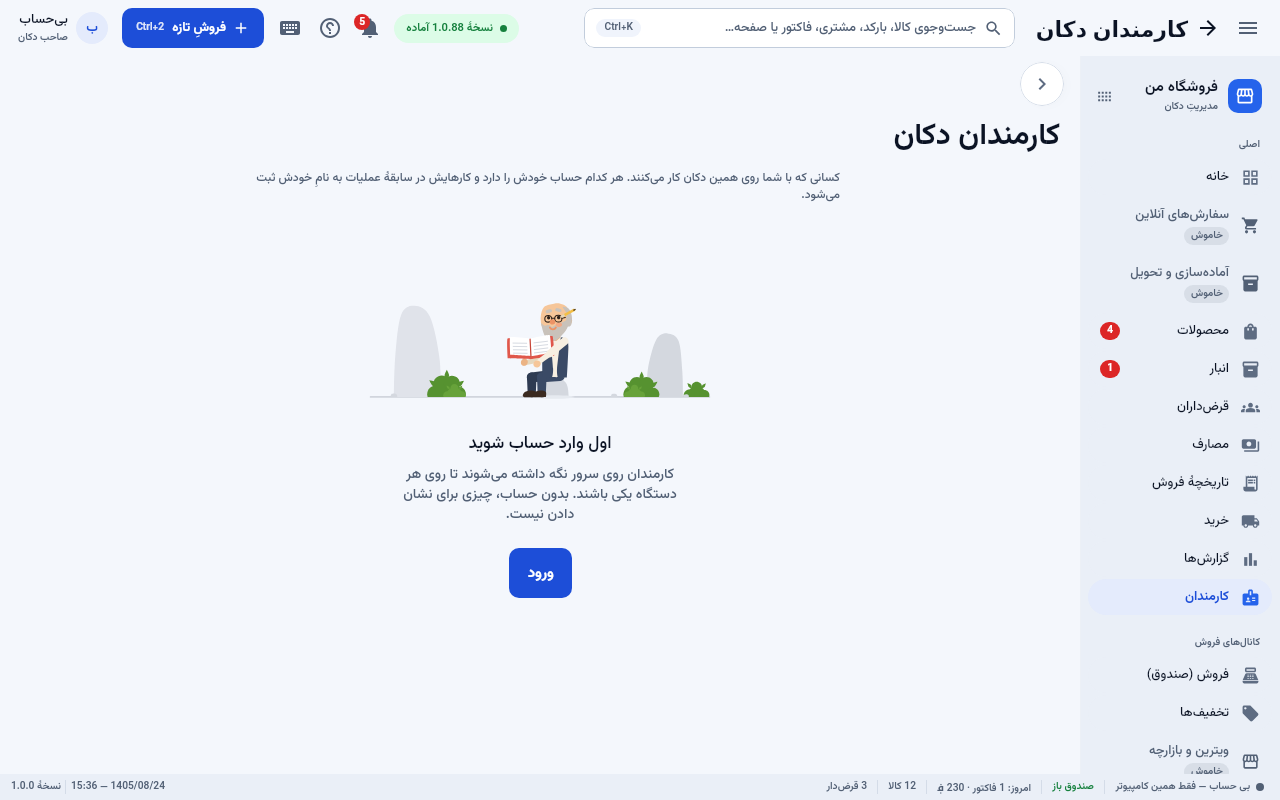 کارمندان دکان
جست‌وجوی کالا، بارکد، مشتری، فاکتور یا صفحه...
Ctrl+K
نسخهٔ 1.0.88 آماده
5
فروشِ تازه
Ctrl+2
ب
بی‌حساب
صاحب دکان
فروشگاه من
مدیریتِ دکان
اصلی
خانه
سفارش‌های آنلاین
خاموش
آماده‌سازی و تحویل
خاموش
محصولات
4
انبار
1
قرض‌داران
مصارف
تاریخچهٔ فروش
خرید
گزارش‌ها
کارمندان
کانال‌های فروش
فروش (صندوق)
تخفیف‌ها
ویترین و بازارچه
خاموش
کارمندان دکان
کسانی که با شما روی همین دکان کار می‌کنند. هر کدام حساب خودش را دارد و کارهایش در سابقهٔ عملیات به نامِ خودش ثبت
می‌شود.
اول وارد حساب شوید
کارمندان روی سرور نگه داشته می‌شوند تا روی هر
دستگاه یکی باشند. بدون حساب، چیزی برای نشان
دادن نیست.
ورود
بی حساب — فقط همین کامپیوتر
صندوق باز
امروز: 1 فاکتور · 230 ؋
12 کالا
3 قرض‌دار
1405/08/24 — 15:36
نسخهٔ 1.0.0